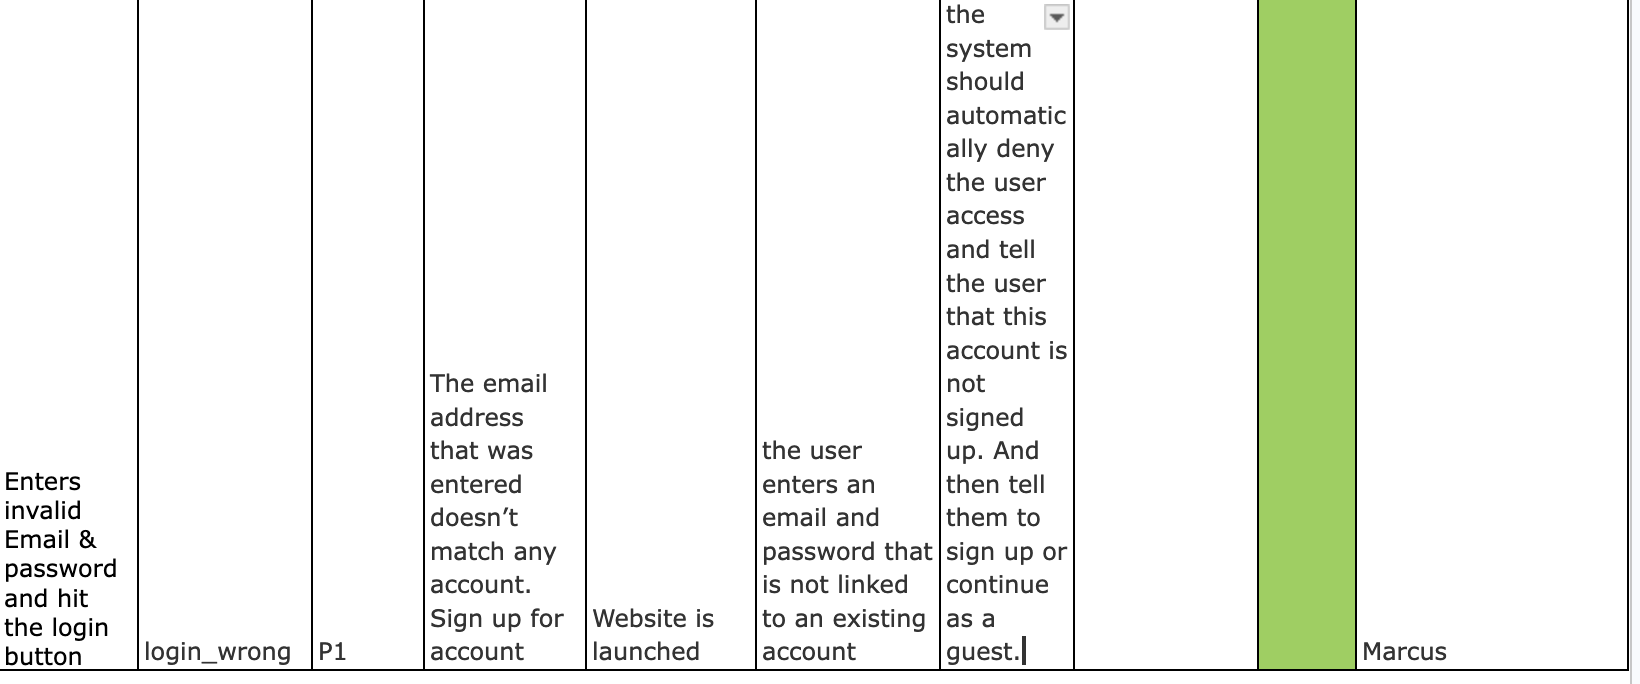 Enters
invalid
Email &
password
and hit
the login
button
login_wrong
P1
The email
address
that was
entered
doesn’t
match any
account.
Sign up for
account
Website is
launched
the user
enters an
email and
password that
is not linked
to an existing
account
the
system
should
automatic
ally deny
the user
access
and tell
the user
that this
account is
not
signed
up. And
then tell
them to
sign up or
continue
as a
guest.
Marcus